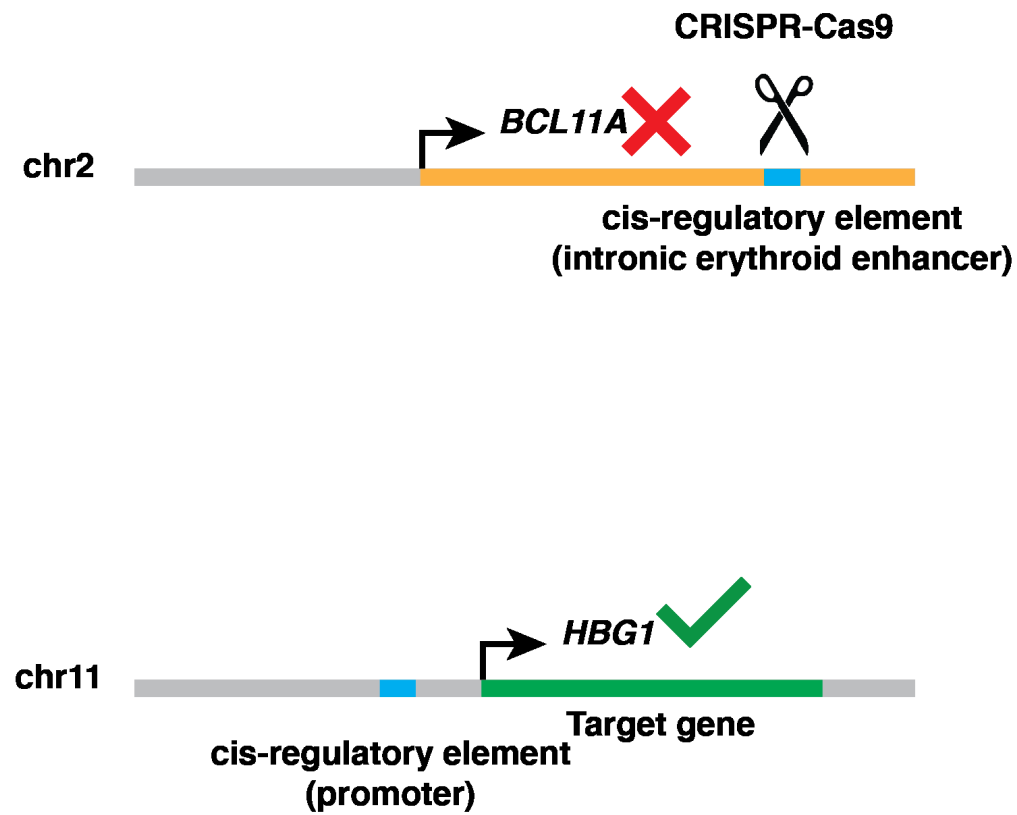 CRISPR-Cas9
BCL11A
chr2
cis-regulatory element
(intronic erythroid enhancer)
HBG1
chr11
Target gene
cis-regulatory element
(promoter)